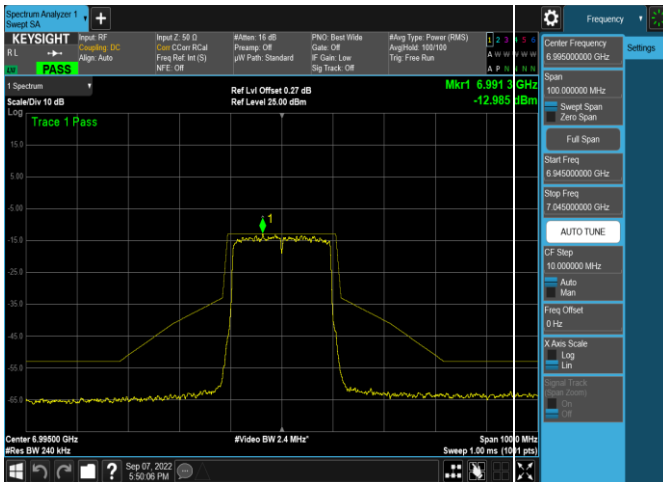 Spectrum Analyzer 1
Swept SA
+
Frequency
KEYSIGHT
R L
LV
PASS
Input: RF
Coupling: DC
Align: Auto
Input Z: 50 Ω
Corr CCorr RCal
Freq Ref: Int (S)
NFE: Off
#Atten: 16 dB
Preamp: Off
µW Path: Standard
PNO: Best Wide
Gate: Off
IF Gain: Low
Sig Track: Off
#Avg Type: Power (RMS)
Avg|Hold: 100/100
Trig: Free Run
1 2 3 4 5 6
A W W W W W
A P N N N N
1 Spectrum
Scale/Div 10 dB
Log
Ref Lvl Offset 0.27 dB
Ref Level 25.00 dBm
Mkr1 6.991 3 GHz
-12.985 dBm
Trace 1 Pass
1
15.0
5.00
-5.00
-15.0
-25.0
-35.0
-45.0
-55.0
-65.0
Center 6.99500 GHz
#Res BW 240 kHz
#Video BW 2.4 MHz*
Span 100.0 MHz
Sweep 1.00 ms (1001 pts)
Sep 07, 2022
5:50:06 PM
?
Center Frequency
6.995000000 GHz
Span
100.000000 MHz
Swept Span
Zero Span
Full Span
Start Freq
6.945000000 GHz
Stop Freq
7.045000000 GHz
AUTO TUNE
CF Step
10.000000 MHz
Auto
Man
Freq Offset
0 Hz
X Axis Scale
Log
Lin
Signal Track
(Span Zoom)
On
Off
Settings